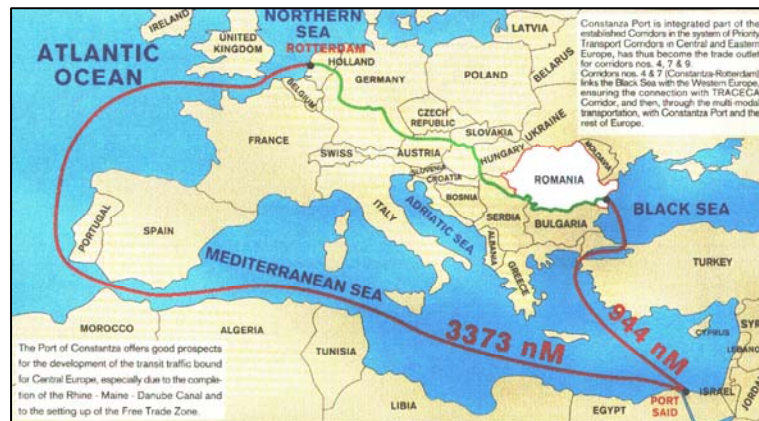 IRELAND
NORTHERN
SEA
UNITED
KINGDOM
ROTTERDAM
HOLLAND
LATVIA
ATLANTIC
OCEAN
BELGIUM
GERMANY
POLAND
BELARUS
Constanza Port is integrated part of the
established Corridors in the system of Priority
Transport Corridors in Central and Eastern
Europe, has thus become the trade outlet
for corridors nos. 4, 7 & 9.
Corridors nos. 4 & 7 (Constantza-Rotterdam)
links the Black Sea with the Western Europe,
ensuring the connection with TRACECA
Corridor, and then, through the multi modal
transportation, with Constantza Port and the
rest of Europe.
CZECH
REPUBLIC
SLOVAKIA
UKRAINE
FRANCE
SWISS
AUSTRIA
HUNGARY
MOLDAVIA
SLOVENIA
CROATIA
ROMANIA
BOSNIA
SERBIA
BULGARIA
BLACK SEA
PORTUGAL
SPAIN
ITALY
ADRIATIC SEA
ALBANIA
GREECE
TURKEY
MEDITERRANEAN SEA
3373 nM
944 nM
CYPRUS
SYR
LEBANO
MOROCCO
ALGERIA
TUNISIA
LIBIA
EGYPT
PORT
SAID
ISRAEL
JORDA
The Port of Constantza offers good prospects
for the development of the transit traffic bound
for Central Europe, especially due to the comple-
tion of the Rhine - Maine - Danube Canal and
to the setting up of the Free Trade Zone.